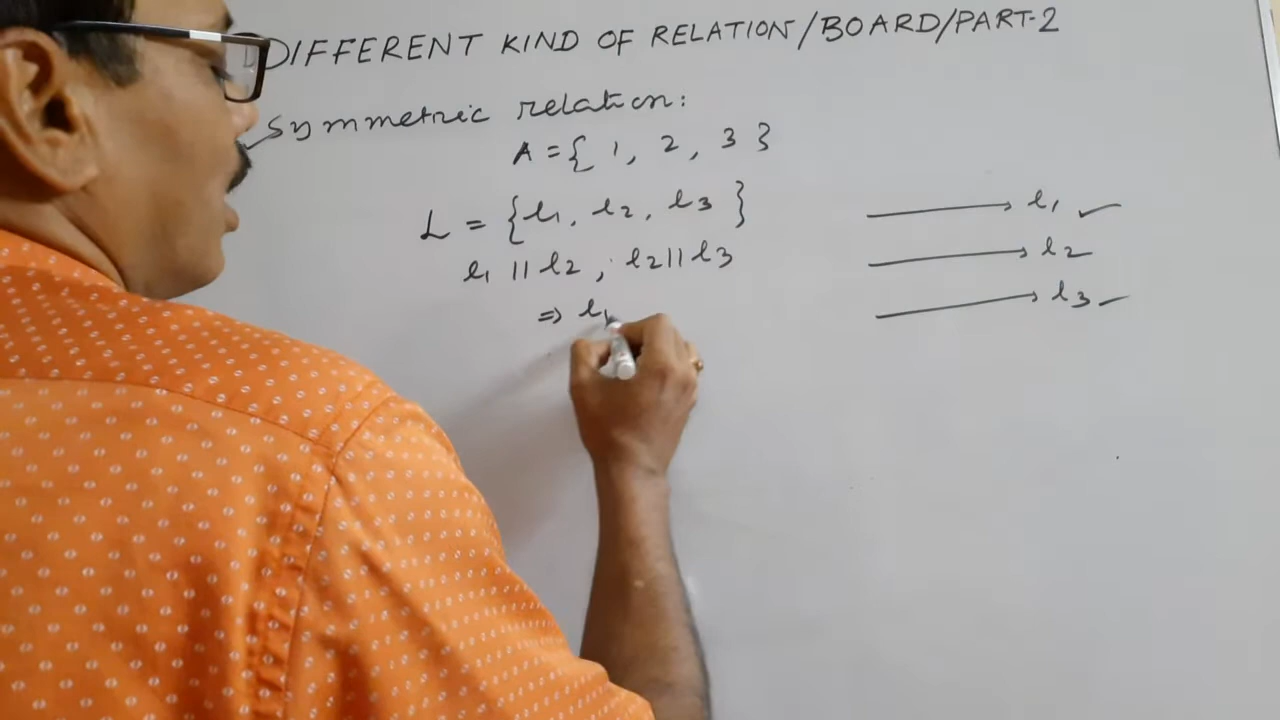 DIFFERENT KIND OF RELATION/BOARD/PART-2
Symmetric relation:
A = { 1, 2, 3 }
L = { l1, l2, l3 }
l1 || l2 ; l2 || l3
⇒ l1
l1 ✓
l2
l3 ✓